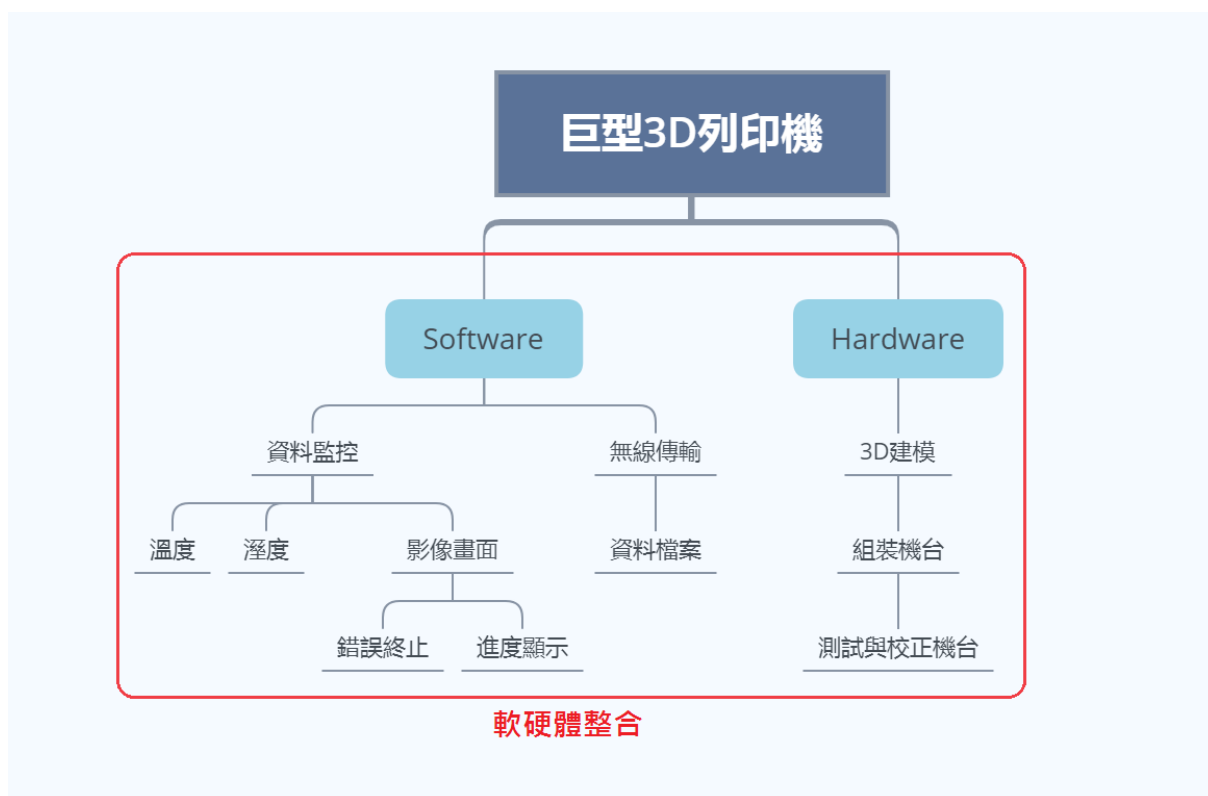 巨型3D列印機
Software
Hardware
資料監控
無線傳輸
3D建模
溫度
溼度
影像畫面
資料檔案
組裝機台
錯誤終止
進度顯示
測試與校正機台
軟硬體整合